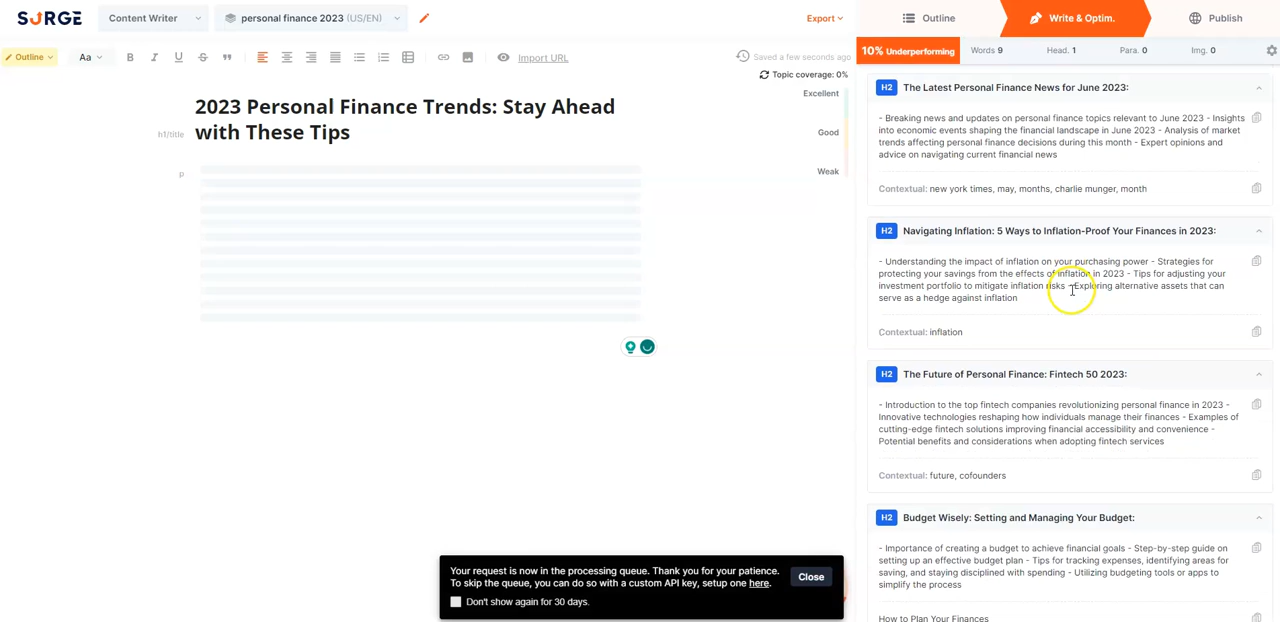 SURGE
Content Writer
personal finance 2023 (US/EN)
Export
Outline
Write & Optim.
Publish
Outline
Aa
B I U S
Import URL
Saved a few seconds ago
10% Underperforming
Words 9
Head. 1
Para. 0
Img. 0
Topic coverage: 0%
Excellent
Good
Weak
h1/title
2023 Personal Finance Trends: Stay Ahead
with These Tips
p
H2 The Latest Personal Finance News for June 2023:
- Breaking news and updates on personal finance topics relevant to June 2023 - Insights
into economic events shaping the financial landscape in June 2023 - Analysis of market
trends affecting personal finance decisions during this month - Expert opinions and
advice on navigating current financial news
Contextual: new york times, may, months, charlie munger, month
H2 Navigating Inflation: 5 Ways to Inflation-Proof Your Finances in 2023:
- Understanding the impact of inflation on your purchasing power - Strategies for
protecting your savings from the effects of inflation in 2023 - Tips for adjusting your
investment portfolio to mitigate inflation risks - Exploring alternative assets that can
serve as a hedge against inflation
Contextual: inflation
H2 The Future of Personal Finance: Fintech 50 2023:
- Introduction to the top fintech companies revolutionizing personal finance in 2023 -
Innovative technologies reshaping how individuals manage their finances - Examples of
cutting-edge fintech solutions improving financial accessibility and convenience -
Potential benefits and considerations when adopting fintech services
Contextual: future, cofounders
H2 Budget Wisely: Setting and Managing Your Budget:
- Importance of creating a budget to achieve financial goals - Step-by-step guide on
setting up an effective budget plan - Tips for tracking expenses, identifying areas for
saving, and staying disciplined with spending - Utilizing budgeting tools or apps to
simplify the process
How to Plan Your Finances
Your request is now in the processing queue. Thank you for your patience.
To skip the queue, you can do so with a custom API key, setup one here.
Close
Don't show again for 30 days.